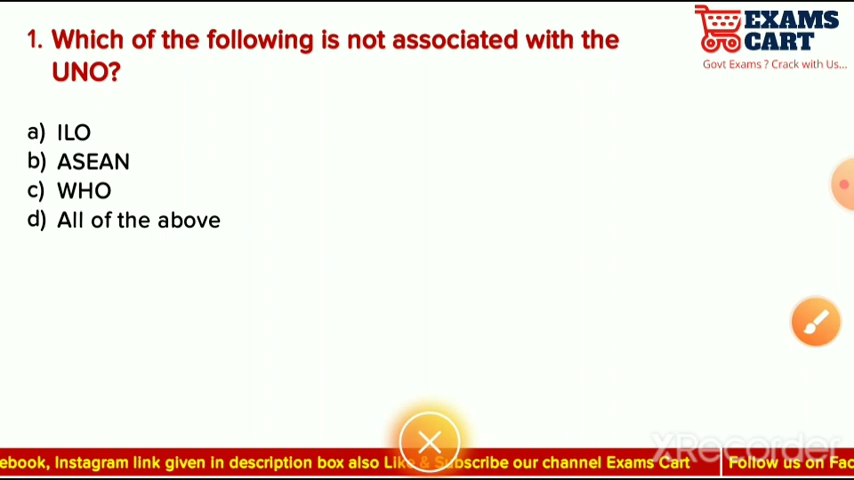 EXAMS
CART
Govt Exams ? Crack with Us...
1. Which of the following is not associated with the
UNO?
a) ILO
b) ASEAN
c) WHO
d) All of the above
XRecorder
ebook, Instagram link given in description box also Like & Subscribe our channel Exams Cart Follow us on Fac